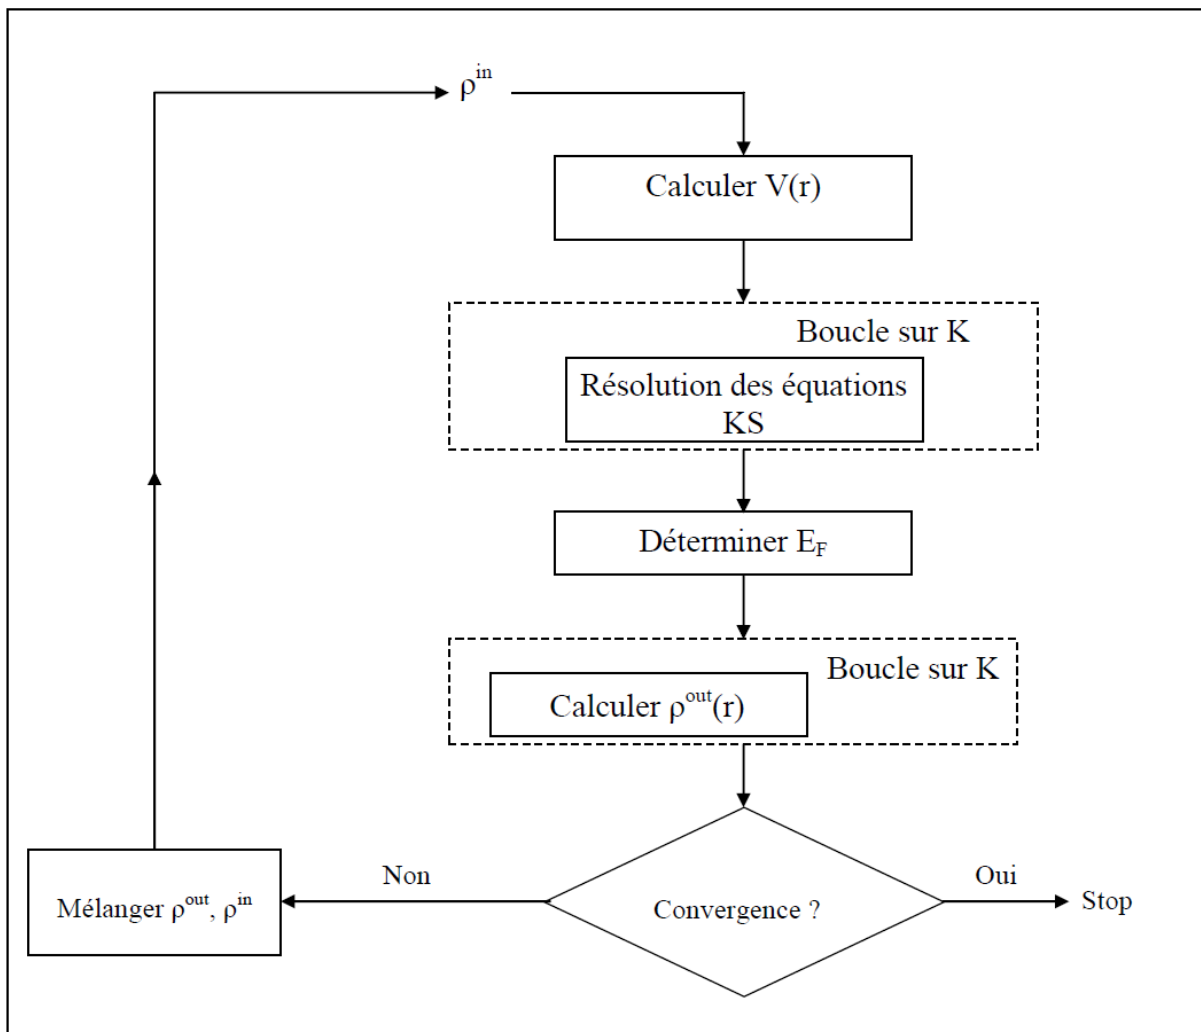 ρ^in
Calculer V(r)
Boucle sur K
Résolution des équations
KS
Déterminer E_F
Boucle sur K
Calculer ρ^out(r)
Non
Oui
Mélanger ρ^out, ρ^in
Convergence ?
Stop